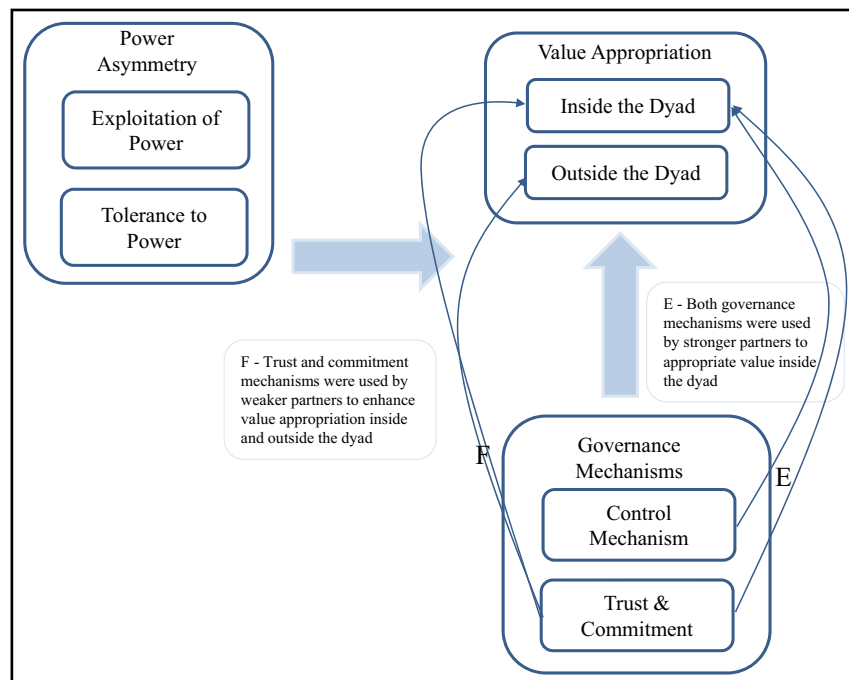 Power
Asymmetry
Exploitation of
Power
Tolerance to
Power
Value Appropriation
Inside the Dyad
Outside the Dyad
E - Both governance
mechanisms were used
by stronger partners to
appropriate value inside
the dyad
F - Trust and commitment
mechanisms were used by
weaker partners to enhance
value appropriation inside
and outside the dyad
F
E
Governance
Mechanisms
Control
Mechanism
Trust &
Commitment